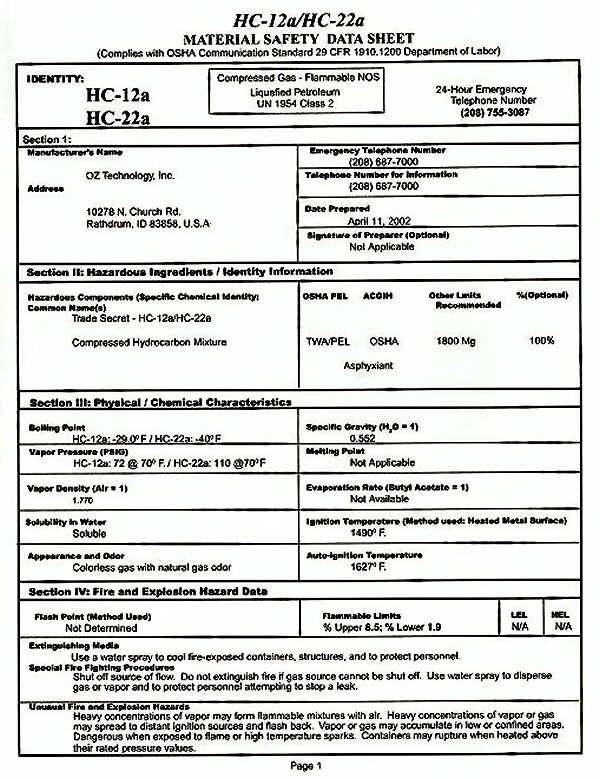 HC-12a/HC-22a
MATERIAL SAFETY DATA SHEET
(Complies with OSHA Communication Standard 29 CFR 1910.1200 Department of Labor)
IDENTITY:
HC-12a
HC-22a
Compressed Gas - Flammable NOS
Liquefied Petroleum
UN 1954 Class 2
24-Hour Emergency
Telephone Number
(208) 755-3087
Section 1:
Manufacturer's Name
OZ Technology, Inc.
Address
10278 N. Church Rd.
Rathdrum, ID 83858, U.S.A
Emergency Telephone Number
(208) 687-7000
Telephone Number for Information
(208) 687-7000
Date Prepared
April 11, 2002
Signature of Preparer (Optional)
Not Applicable
Section II: Hazardous Ingredients / Identity Information
Hazardous Components (Specific Chemical Identity;
Common Name(s)
OSHA PEL ACGIH Other Limits %(Optional)
Recommended
Trade Secret - HC-12a/HC-22a
Compressed Hydrocarbon Mixture TWA/PEL OSHA 1800 Mg 100%
Asphyxiant
Section III: Physical / Chemical Characteristics
Boiling Point
HC-12a: -29.0º F / HC-22a: -40º F
Specific Gravity (H₂O = 1)
0.552
Vapor Pressure (PSIG)
HC-12a: 72 @ 70º F. / HC-22a: 110 @70º F
Melting Point
Not Applicable
Vapor Density (Air = 1)
1.770
Evaporation Rate (Butyl Acetate = 1)
Not Available
Solubility in Water
Soluble
Ignition Temperature (Method used: Heated Metal Surface)
1490º F.
Appearance and Odor
Colorless gas with natural gas odor
Auto-Ignition Temperature
1627º F.
Section IV: Fire and Explosion Hazard Data
Flash Point (Method Used)
Not Determined
Flammable Limits
% Upper 8.5; % Lower 1.9
LEL
N/A
MEL
N/A
Extinguishing Media
Use a water spray to cool fire-exposed containers, structures, and to protect personnel.
Special Fire Fighting Procedures
Shut off source of flow. Do not extinguish fire if gas source cannot be shut off. Use water spray to disperse
gas or vapor and to protect personnel attempting to stop a leak.
Unusual Fire and Explosion Hazards
Heavy concentrations of vapor may form flammable mixtures with air. Heavy concentrations of vapor or gas
may spread to distant ignition sources and flash back. Vapor or gas may accumulate in low or confined areas.
Dangerous when exposed to flame or high temperature sparks. Containers may rupture when heated above
their rated pressure values.
Page 1